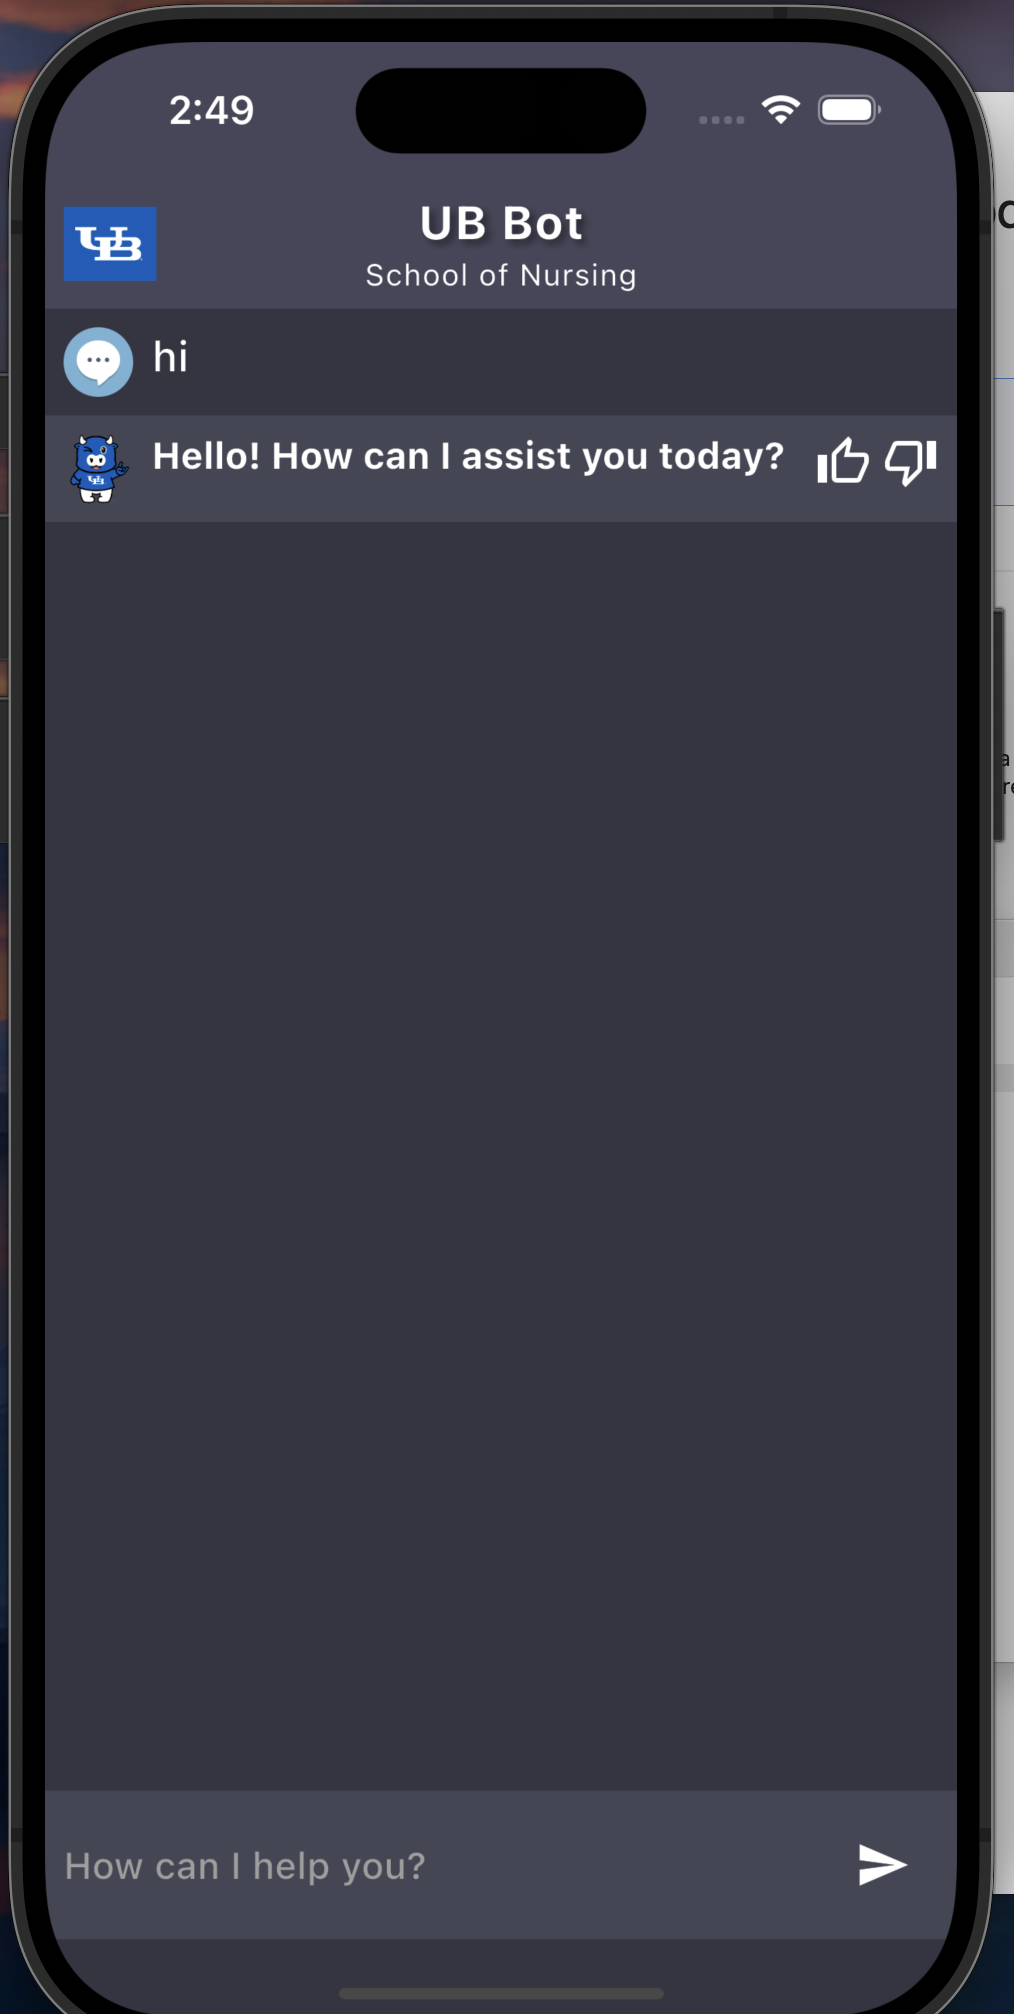 2:49
UB
UB Bot
School of Nursing
hi
Hello! How can I assist you today?
UB
How can I help you?